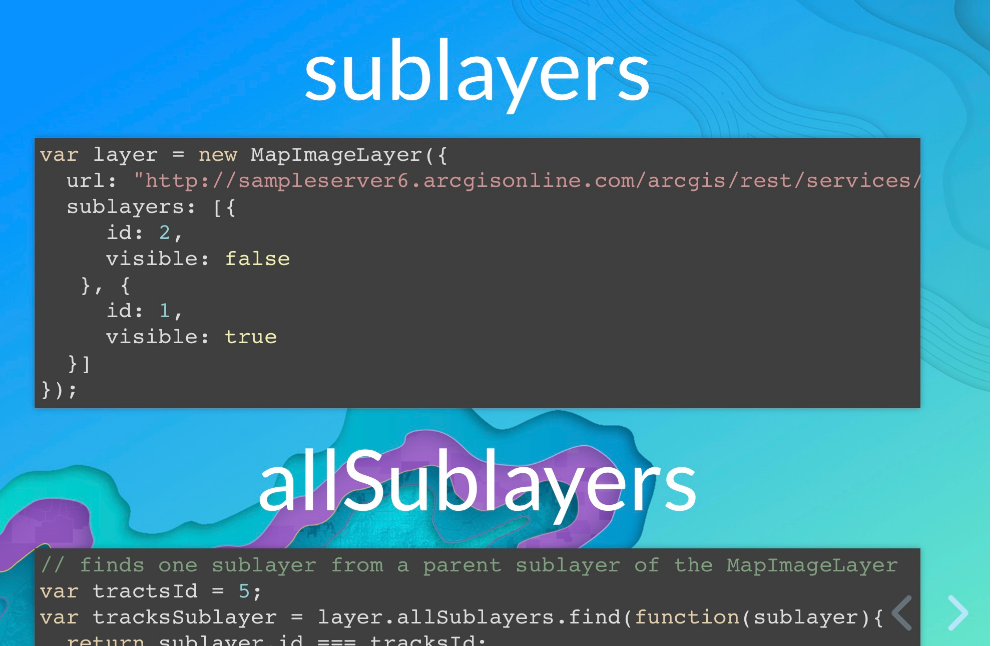 sublayers
var layer = new MapImageLayer({
  url: "http://sampleserver6.arcgisonline.com/arcgis/rest/services/
  sublayers: [{
     id: 2,
     visible: false
   }, {
     id: 1,
     visible: true
  }]
});
allSublayers
// finds one sublayer from a parent sublayer of the MapImageLayer
var tractsId = 5;
var tracksSublayer = layer.allSublayers.find(function(sublayer){
  return sublayer.id === tracksId;